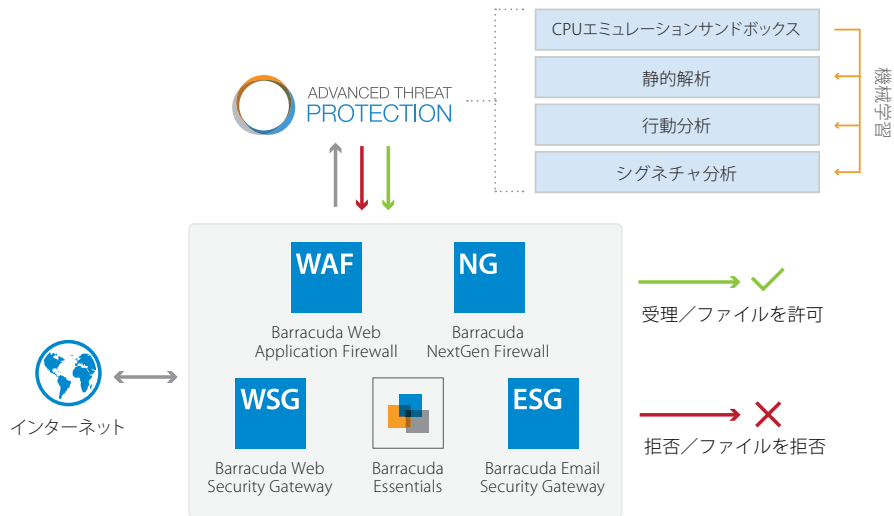 ADVANCED THREAT
PROTECTION
CPUエミュレーションサンドボックス
静的解析
行動分析
シグネチャ分析
機械学習
WAF
Barracuda Web
Application Firewall
NG
Barracuda
NextGen Firewall
WSG
Barracuda Web
Security Gateway
Barracuda
Essentials
ESG
Barracuda Email
Security Gateway
インターネット
受理／ファイルを許可
拒否／ファイルを拒否